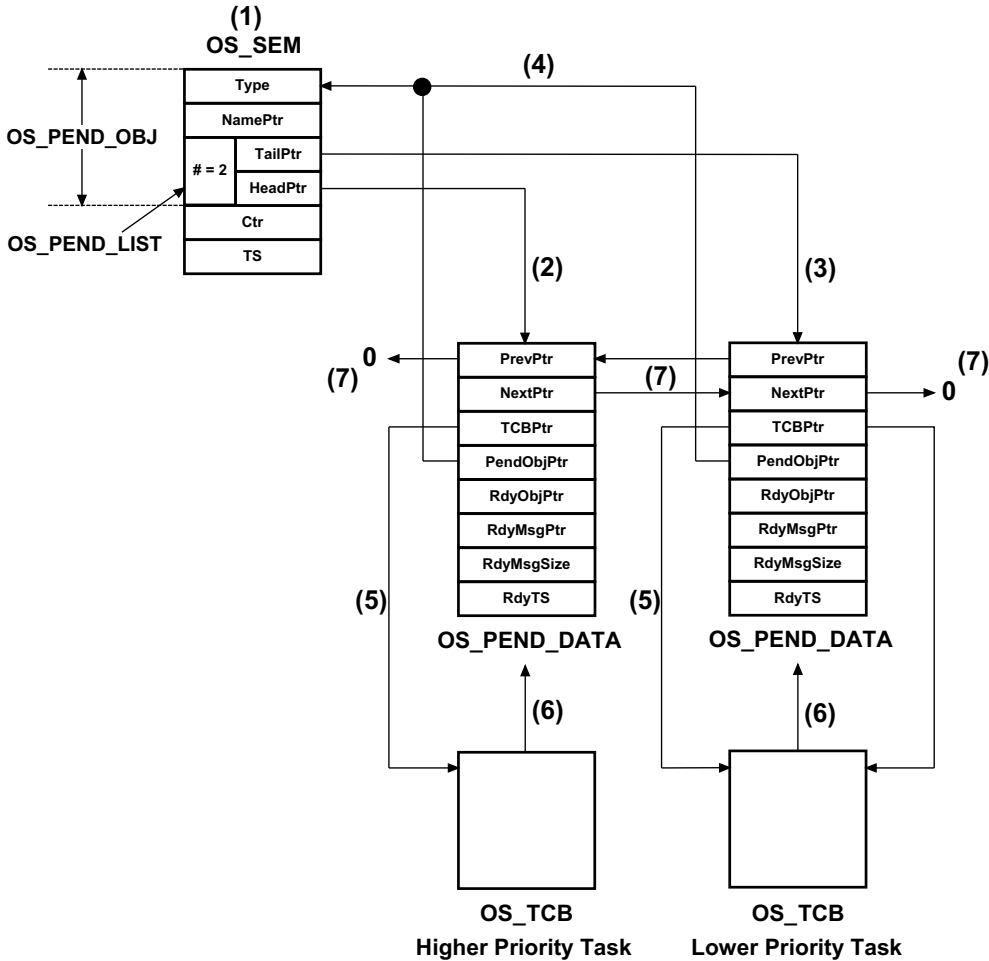 (1)
OS_SEM
(4)
Type
OS_PEND_OBJ
NamePtr
# = 2
TailPtr
HeadPtr
OS_PEND_LIST
Ctr
TS
(2)
(3)
0
(7)
PrevPtr
NextPtr
TCBPtr
PendObjPtr
RdyObjPtr
RdyMsgPtr
RdyMsgSize
RdyTS
(7)
PrevPtr
NextPtr
TCBPtr
PendObjPtr
RdyObjPtr
RdyMsgPtr
RdyMsgSize
RdyTS
(7)
0
(5)
(5)
OS_PEND_DATA
OS_PEND_DATA
(6)
(6)
OS_TCB
Higher Priority Task
OS_TCB
Lower Priority Task